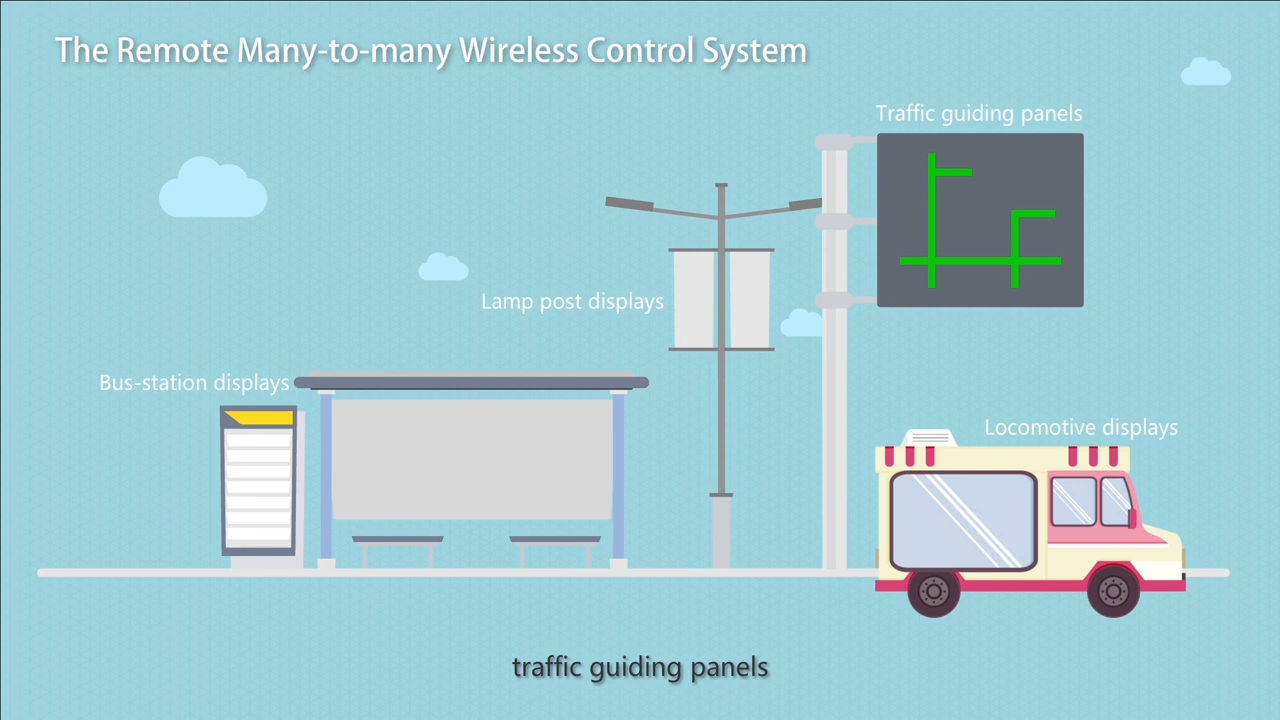 The Remote Many-to-many Wireless Control System
Traffic guiding panels
Lamp post displays
Bus-station displays
Locomotive displays
traffic guiding panels